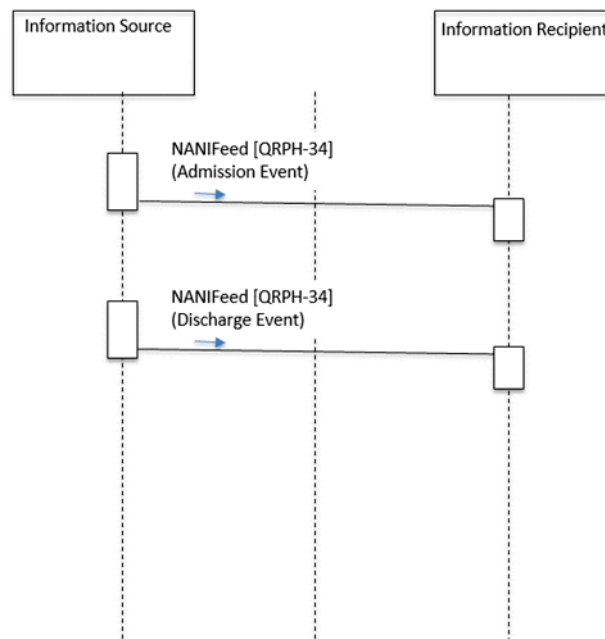 Information Source
Information Recipient
NANIFeed [QRPH-34]
(Admission Event)
NANIFeed [QRPH-34]
(Discharge Event)